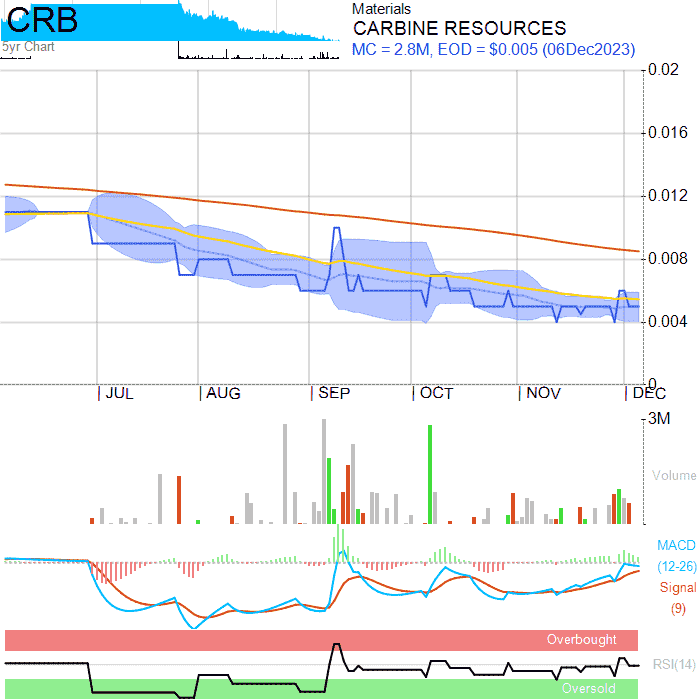 CRB
5yr Chart
Materials
CARBINE RESOURCES
MC = 2.8M, EOD = $0.005 (06Dec2023)
0.02
0.016
0.012
0.008
0.004
0
JUL AUG SEP OCT NOV DEC
3M
Volume
MACD
(12-26)
Signal
(9)
Overbought
RSI(14)
Oversold